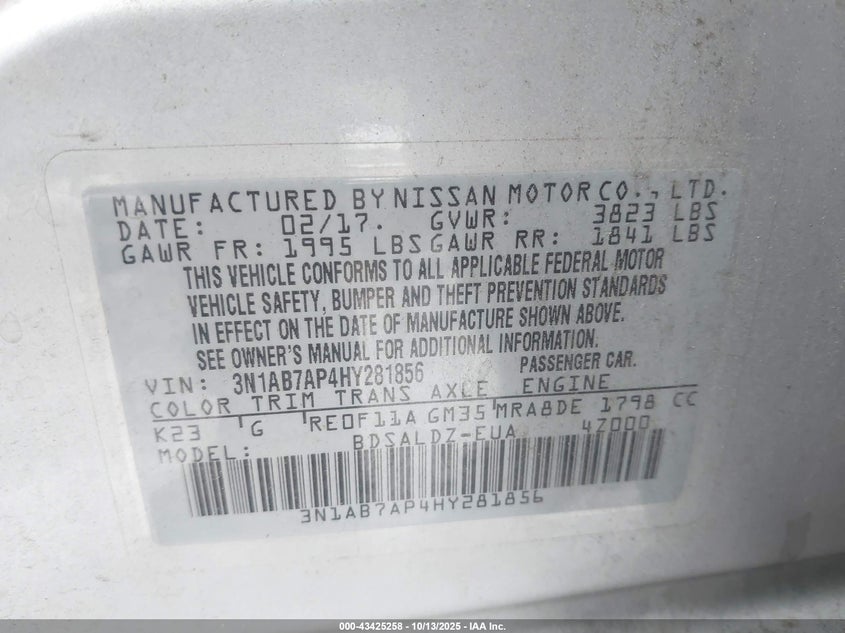 MANUFACTURED BY NISSAN MOTOR CO., LTD.
DATE: 02/17. GVWR: 3823 LBS
GAWR FR: 1995 LBS GAWR RR: 1841 LBS
THIS VEHICLE CONFORMS TO ALL APPLICABLE FEDERAL MOTOR
VEHICLE SAFETY, BUMPER AND THEFT PREVENTION STANDARDS
IN EFFECT ON THE DATE OF MANUFACTURE SHOWN ABOVE.
SEE OWNER'S MANUAL FOR ADDITIONAL INFORMATION.
VIN: 3N1AB7AP4HY281856 PASSENGER CAR.
COLOR TRIM TRANS AXLE ENGINE
K23 G RE0F11A GM35 MRA8DE 1798 CC
MODEL: BDSALDZ-EUA 4Z000
3N1AB7AP4HY281856
000-43425258 - 10/13/2025 - IAA Inc.